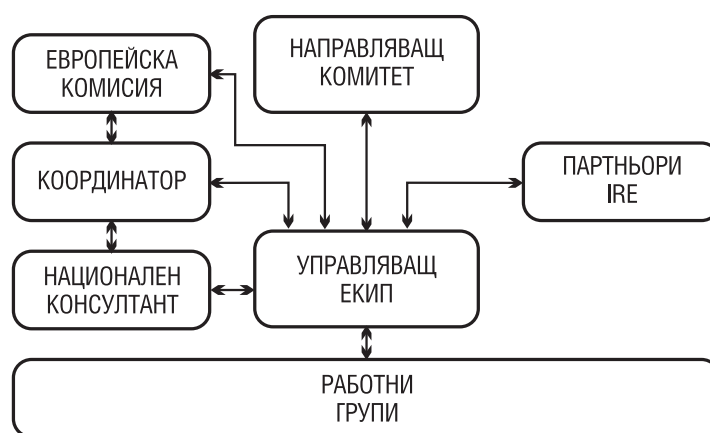 ЕВРОПЕЙСКА
КОМИСИЯ
НАПРАВЛЯВАЩ
КОМИТЕТ
КООРДИНАТОР
ПАРТНЬОРИ
IRE
НАЦИОНАЛЕН
КОНСУЛТАНТ
УПРАВЛЯВАЩ
ЕКИП
РАБОТНИ
ГРУПИ